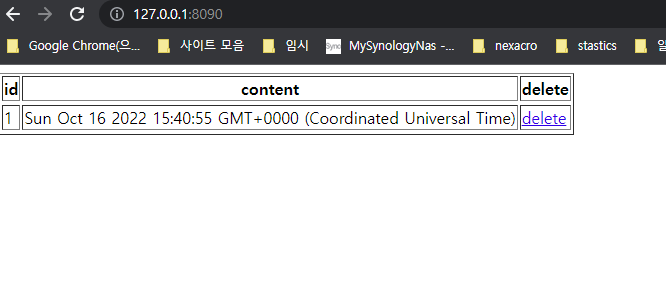 127.0.0.1:8090
Google Chrome(으... 사이트 모음 임시 Syno MySynologyNas -... nexacro stastics 일
id content delete
1 Sun Oct 16 2022 15:40:55 GMT+0000 (Coordinated Universal Time) delete